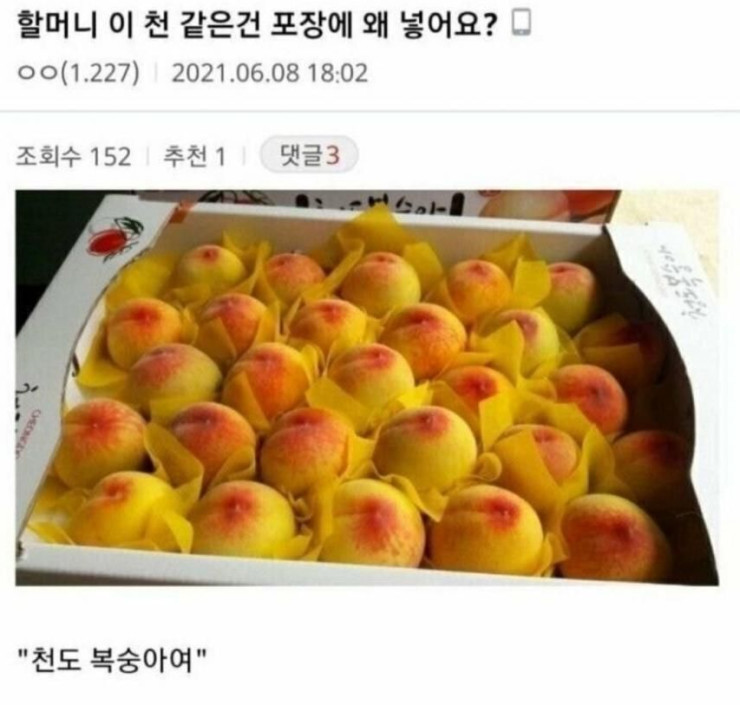 할머니 이 천 같은건 포장에 왜 넣어요?
ㅇㅇ(1.227) 2021.06.08 18:02
조회수 152 추천 1 댓글3
"천도 복숭아여"